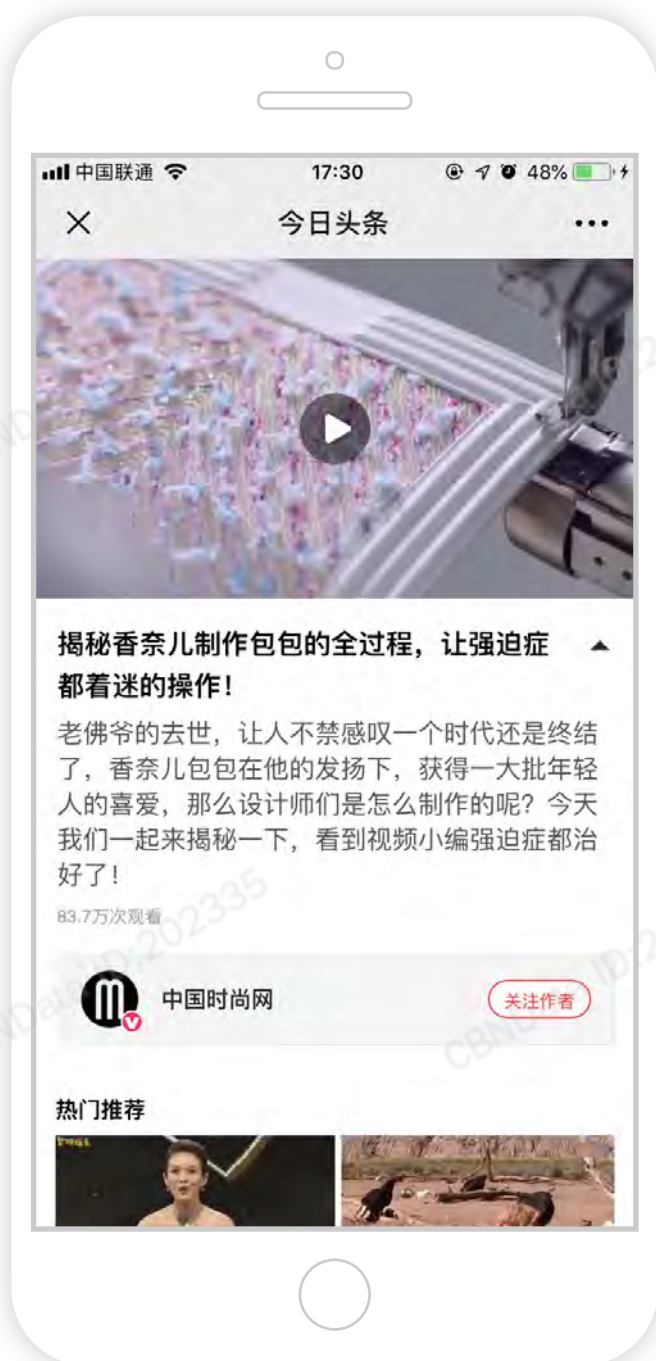 中国联通 17:30 48%
今日头条
揭秘香奈儿制作包包的全过程，让强迫症
都着迷的操作！
老佛爷的去世，让人不禁感叹一个时代还是终结
了，香奈儿包包在他的发扬下，获得一大批年轻
人的喜爱，那么设计师们是怎么制作的呢？今天
我们一起来揭秘一下，看到视频小编强迫症都治
好了！
83.7万次观看
中国时尚网 关注作者
热门推荐